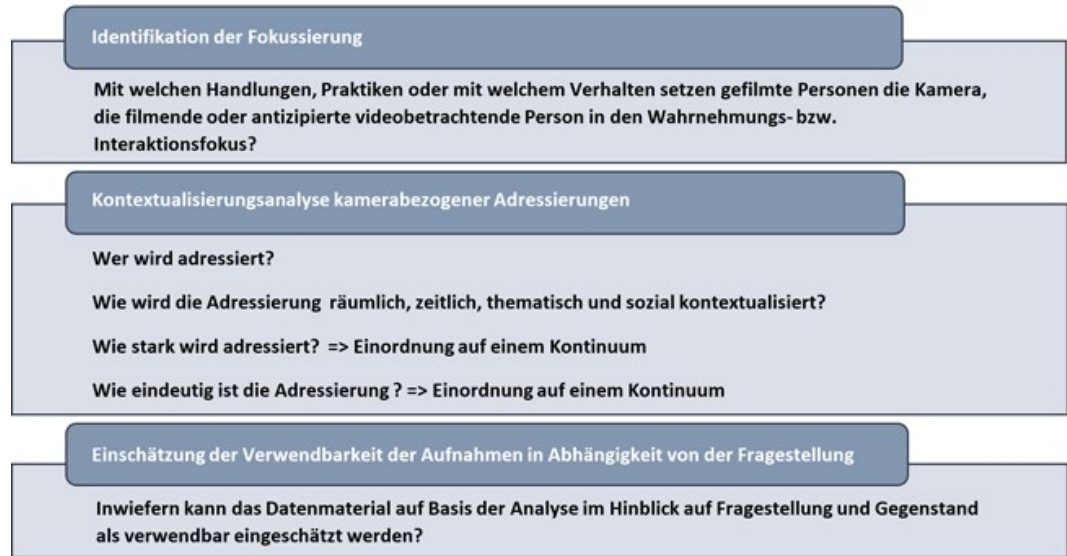 Identifikation der Fokussierung
Mit welchen Handlungen, Praktiken oder mit welchem Verhalten setzen gefilmte Personen die Kamera,
die filmende oder antizipierte videobetrachtende Person in den Wahrnehmungs- bzw.
Interaktionsfokus?
Kontextualisierungsanalyse kamerabezogener Adressierungen
Wer wird adressiert?
Wie wird die Adressierung räumlich, zeitlich, thematisch und sozial kontextualisiert?
Wie stark wird adressiert? => Einordnung auf einem Kontinuum
Wie eindeutig ist die Adressierung ? => Einordnung auf einem Kontinuum
Einschätzung der Verwendbarkeit der Aufnahmen in Abhängigkeit von der Fragestellung
Inwiefern kann das Datenmaterial auf Basis der Analyse im Hinblick auf Fragestellung und Gegenstand
als verwendbar eingeschätzt werden?